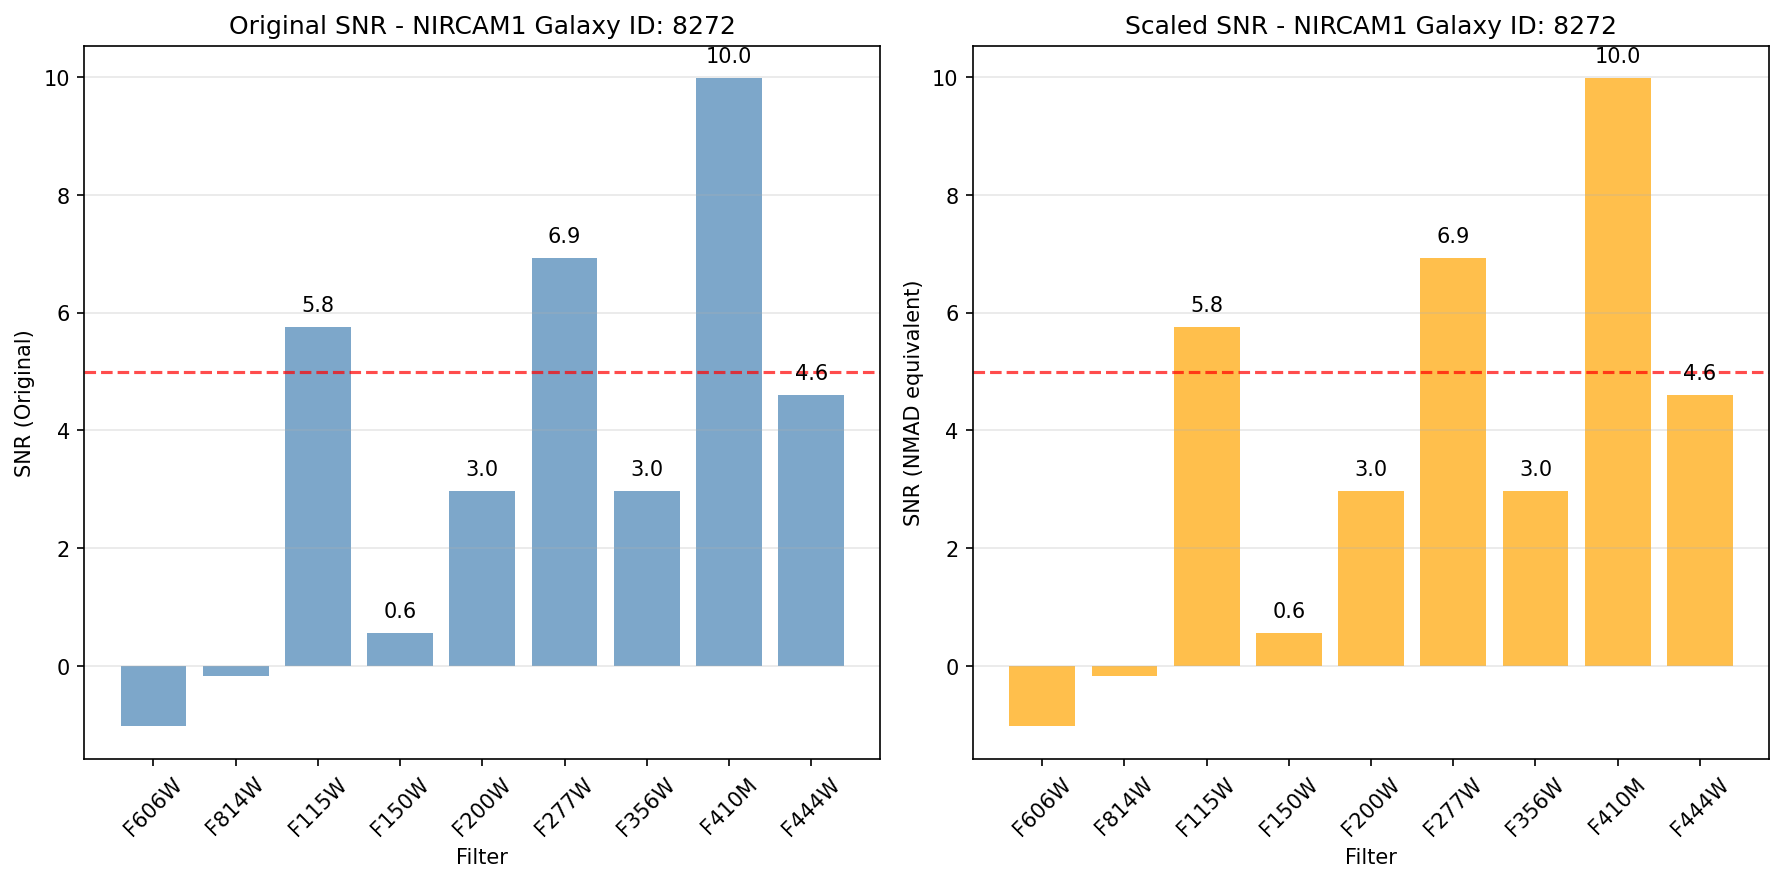 Original SNR - NIRCAM1 Galaxy ID: 8272
SNR (Original)
10
8
6
4
2
0
5.8
0.6
3.0
6.9
3.0
10.0
4.6
F606W
F814W
F115W
F150W
F200W
F277W
F356W
F410M
F444W
Filter
Scaled SNR - NIRCAM1 Galaxy ID: 8272
SNR (NMAD equivalent)
10
8
6
4
2
0
5.8
0.6
3.0
6.9
3.0
10.0
4.6
F606W
F814W
F115W
F150W
F200W
F277W
F356W
F410M
F444W
Filter